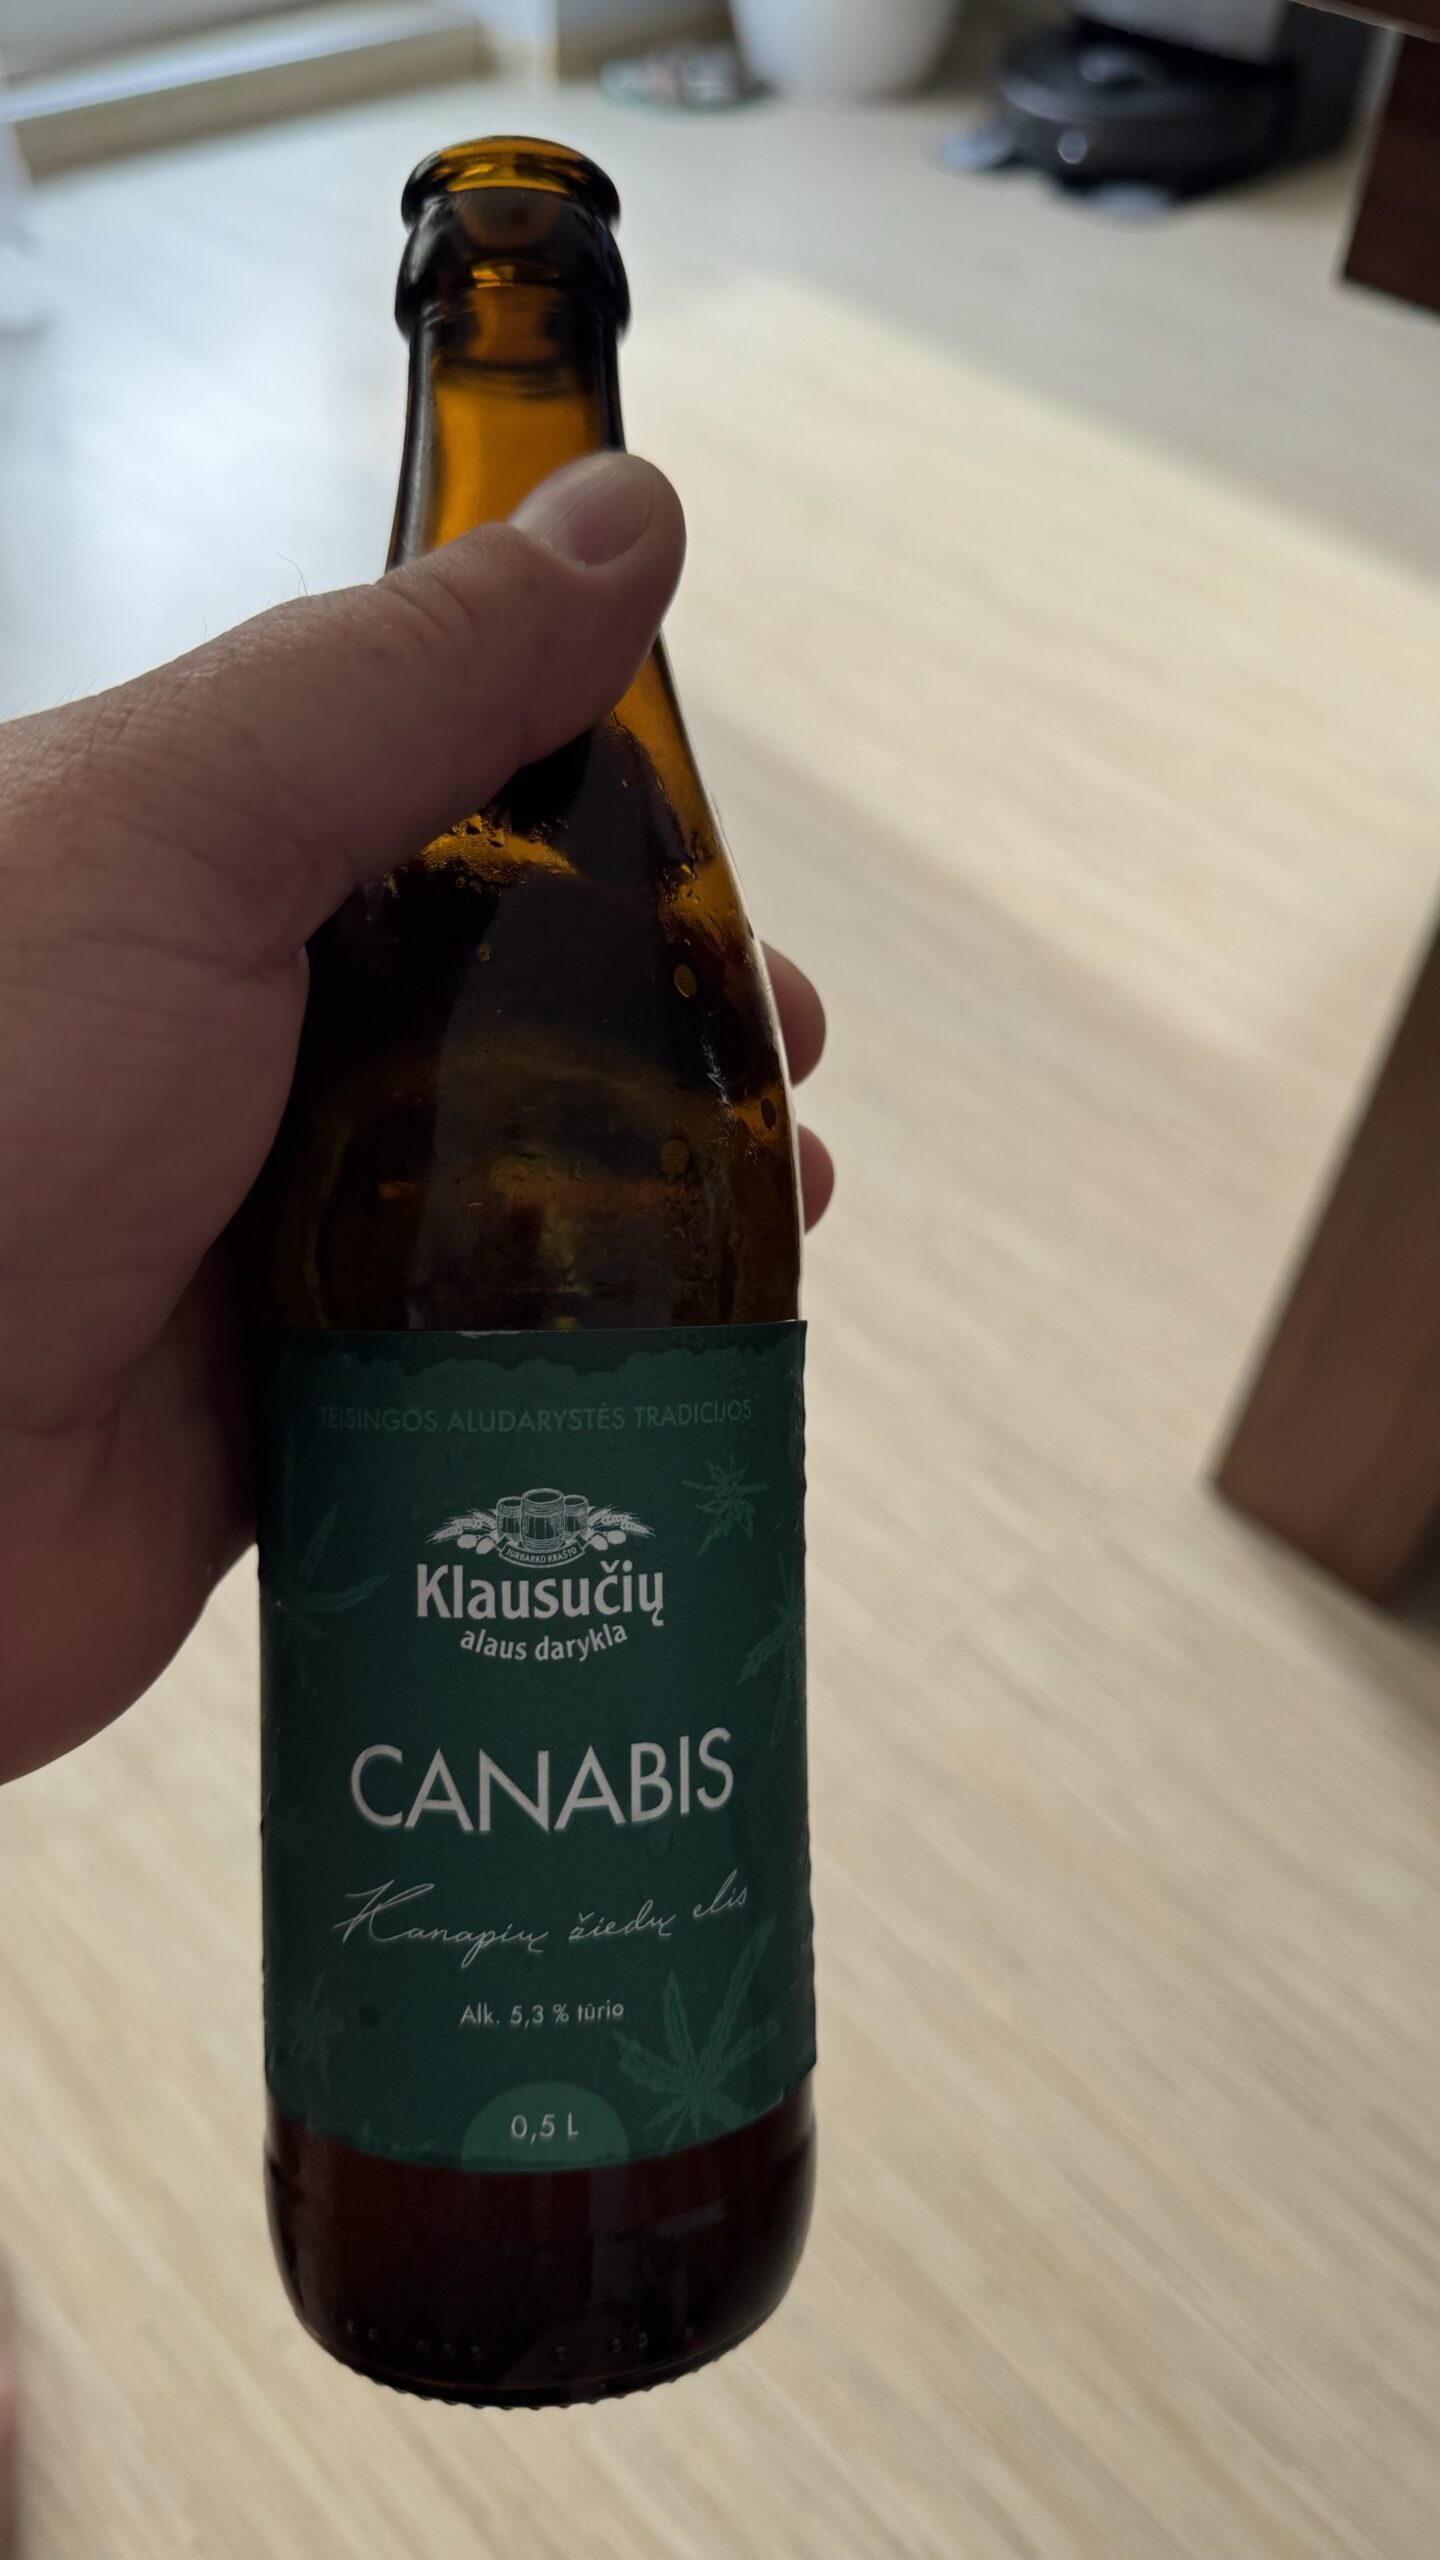 TEISINGOS ALUDARYSTĖS TRADICIJOS
JURBARKO KRAŠTO
Klausučių
alaus darykla
CANABIS
Kanapių žiedų elis
Alk. 5,3 % tūrio
0,5 L